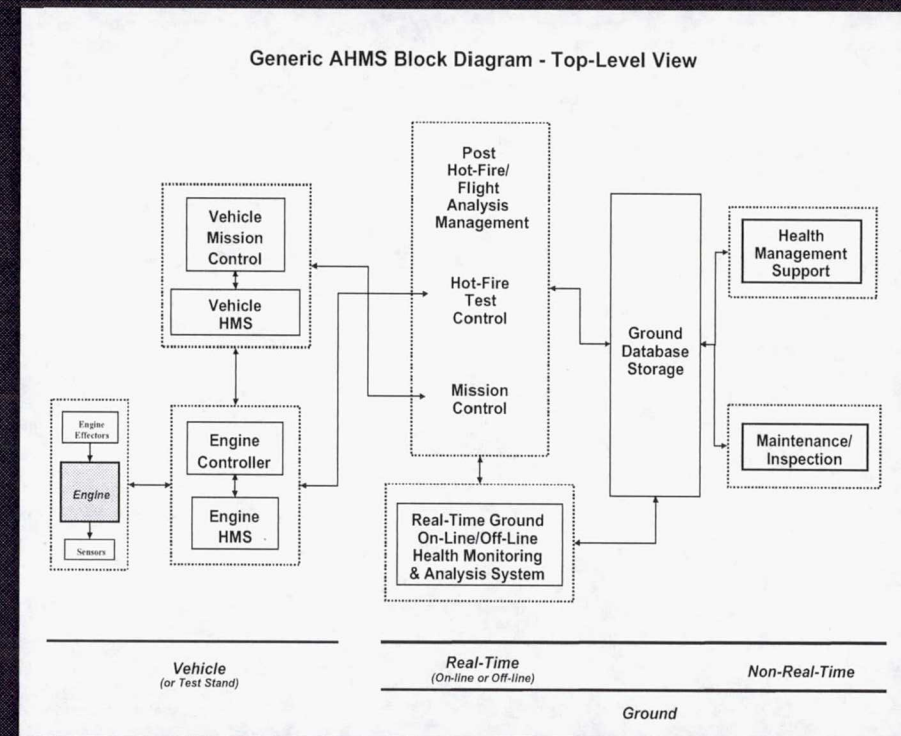 Generic AHMS Block Diagram - Top-Level View
Vehicle
Mission
Control
Vehicle
HMS
Engine
Effectors
Engine
Sensors
Engine
Controller
Engine
HMS
Post
Hot-Fire/
Flight
Analysis
Management
Hot-Fire
Test
Control
Mission
Control
Real-Time Ground
On-Line/Off-Line
Health Monitoring
& Analysis System
Ground
Database
Storage
Health
Management
Support
Maintenance/
Inspection
Vehicle
(or Test Stand)
Real-Time
(On-line or Off-line)
Non-Real-Time
Ground